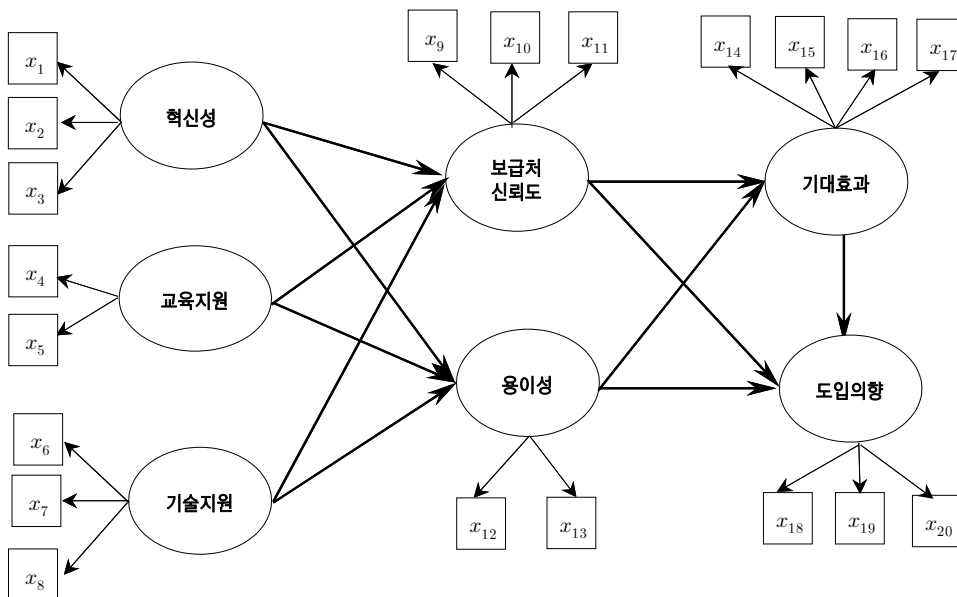 x₁
x₂
x₃
혁신성
x₄
x₅
교육지원
x₆
x₇
x₈
기술지원
x₉
x₁₀
x₁₁
보급처
신뢰도
용이성
x₁₂
x₁₃
x₁₄
x₁₅
x₁₆
x₁₇
기대효과
도입의향
x₁₈
x₁₉
x₂₀